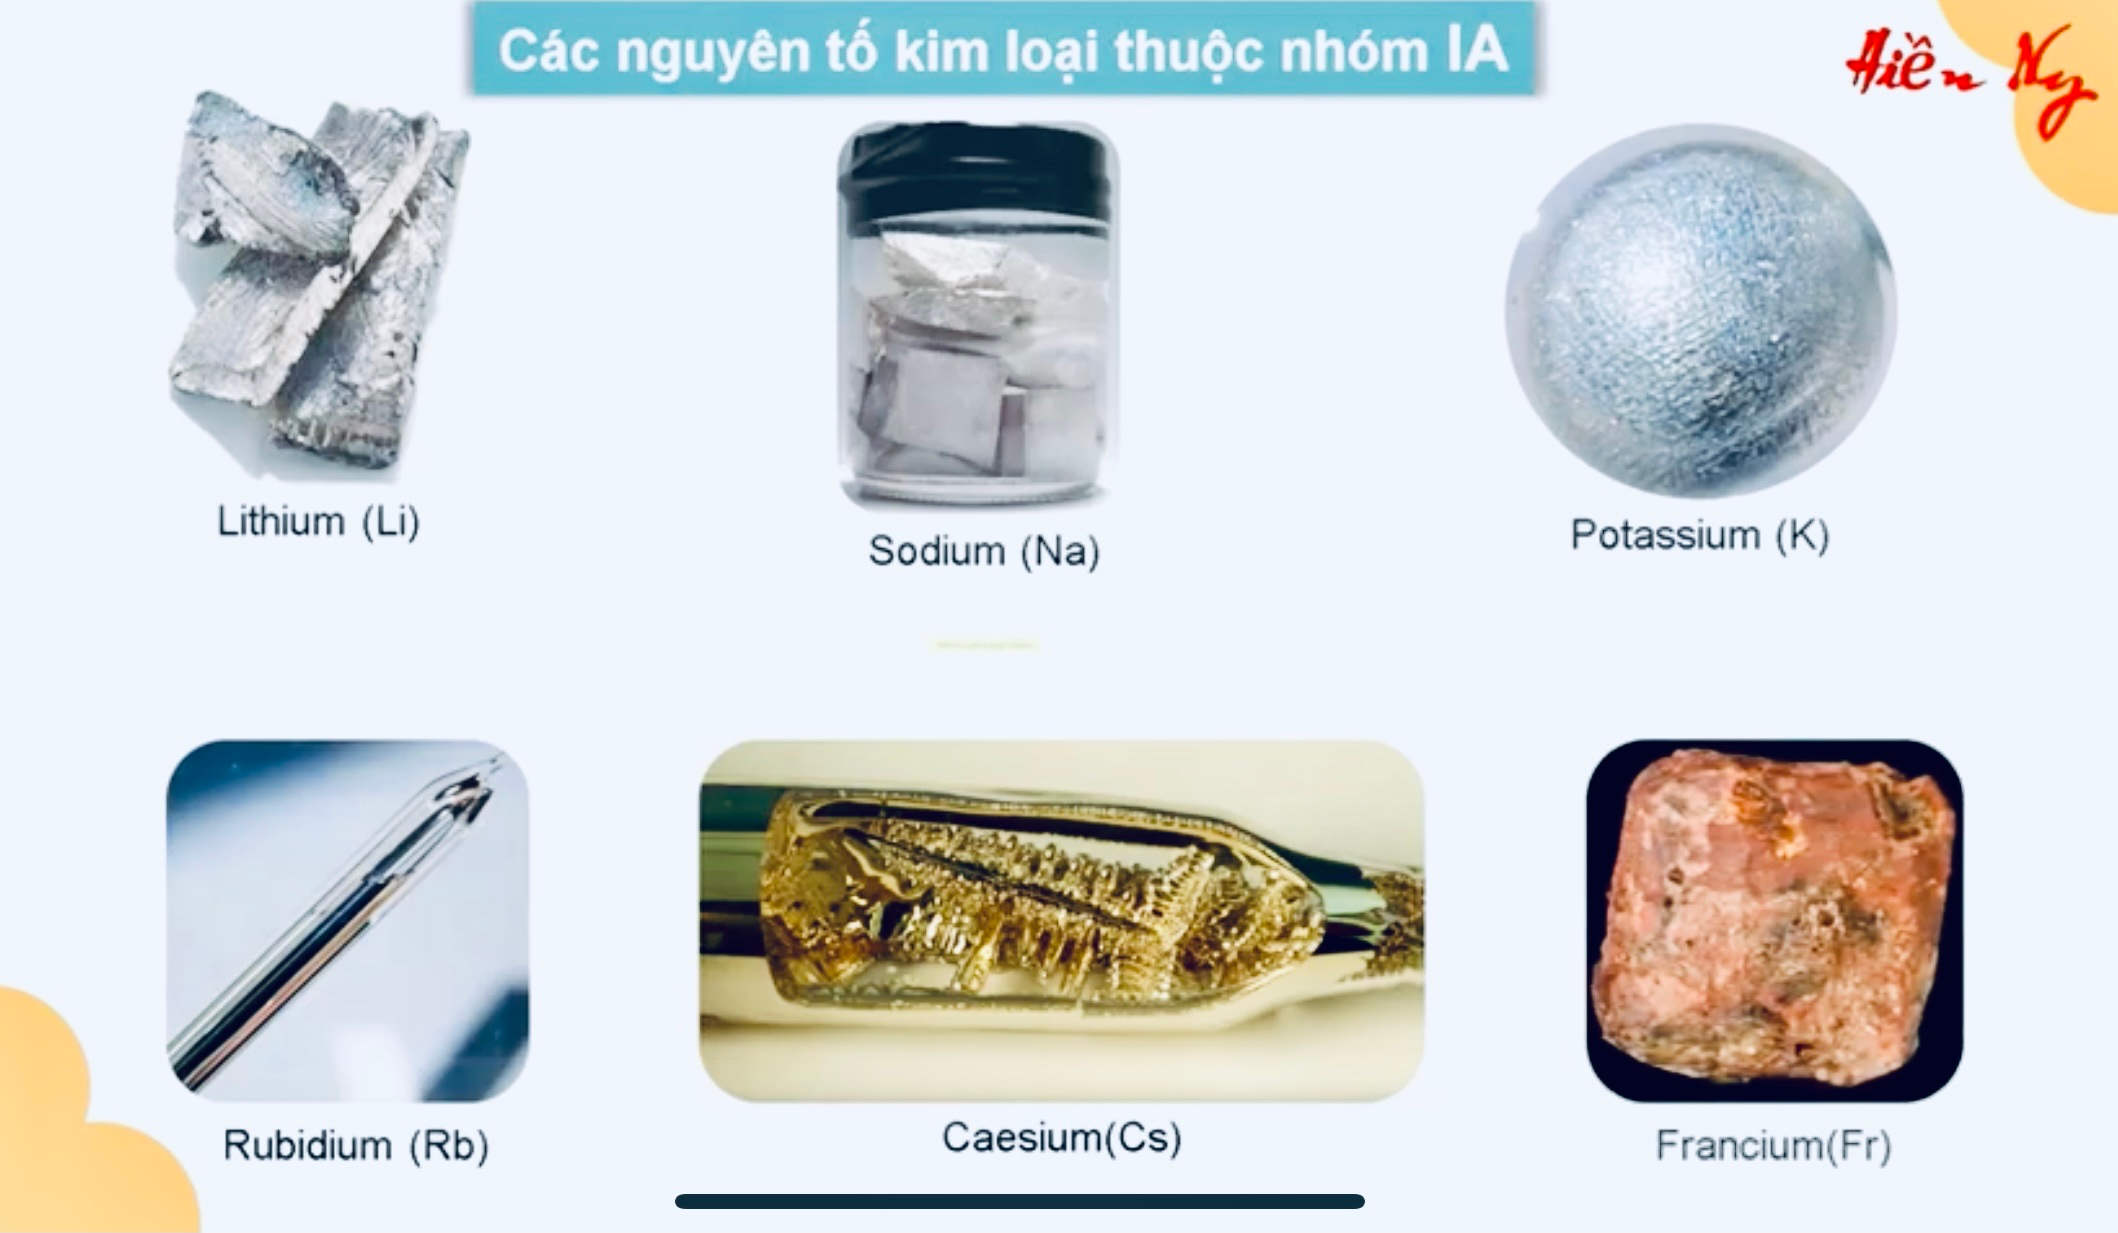 Các nguyên tố kim loại thuộc nhóm IA
Hiền Ny
Lithium (Li)
Sodium (Na)
Potassium (K)
Rubidium (Rb)
Caesium(Cs)
Francium(Fr)